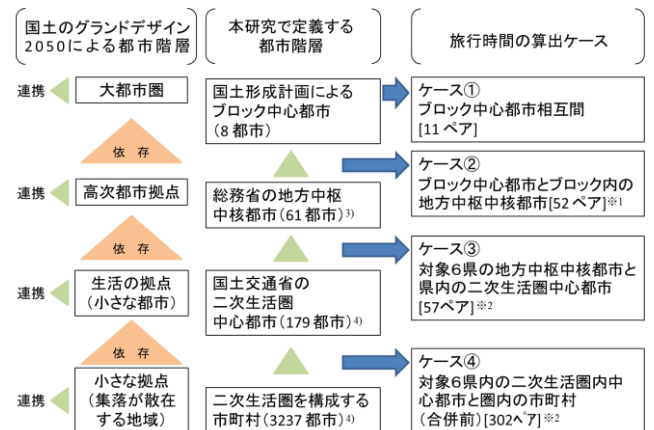 国土のグランドデザイン
2050による都市階層
本研究で定義する
都市階層
旅行時間の算出ケース
連携
大都市圏
国土形成計画による
ブロック中心都市
(8都市)
ケース①
ブロック中心都市相互間
[11ペア]
依 存
ケース②
ブロック中心都市とブロック内の
地方中枢中核都市[52ペア]※1
連携
高次都市拠点
総務省の地方中枢
中核都市(61都市)3)
依 存
ケース③
対象6県の地方中枢中核都市と
県内の二次生活圏中心都市
[57ペア]※2
連携
生活の拠点
(小さな都市)
国土交通省の
二次生活圏
中心都市(179都市)4)
依 存
ケース④
対象6県内の二次生活圏内中
心都市と圏内の市町村
(合併前)[302ペア]※2
連携
小さな拠点
(集落が散在
する地域)
二次生活圏を構成する
市町村(3237都市)4)